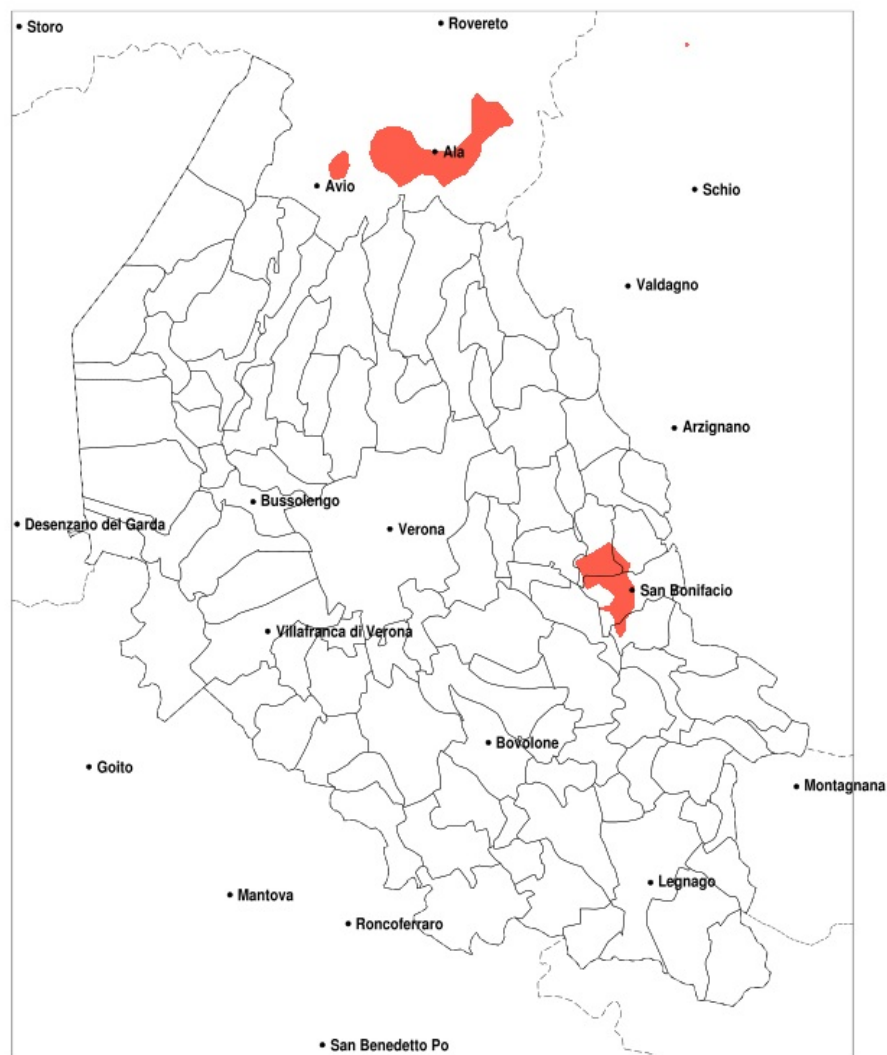 Storo
Rovereto
Ala
Avio
Schio
Valdagno
Arzignano
Bussolengo
Desenzano del Garda
Verona
San Bonifacio
Villafranca di Verona
Bovolone
Goito
Montagnana
Legnago
Mantova
Roncoferraro
San Benedetto Po